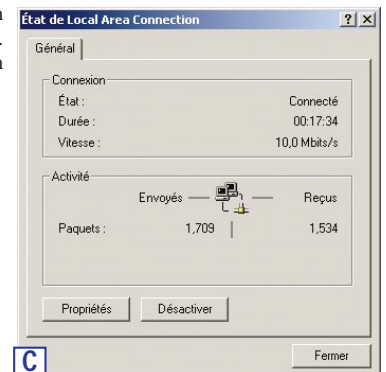 État de Local Area Connection
Général
Connexion
État : Connecté
Durée : 00:17:34
Vitesse : 10,0 Mbits/s
Activité
Envoyés Reçus
Paquets : 1,709 1,534
Propriétés Désactiver
Fermer
C